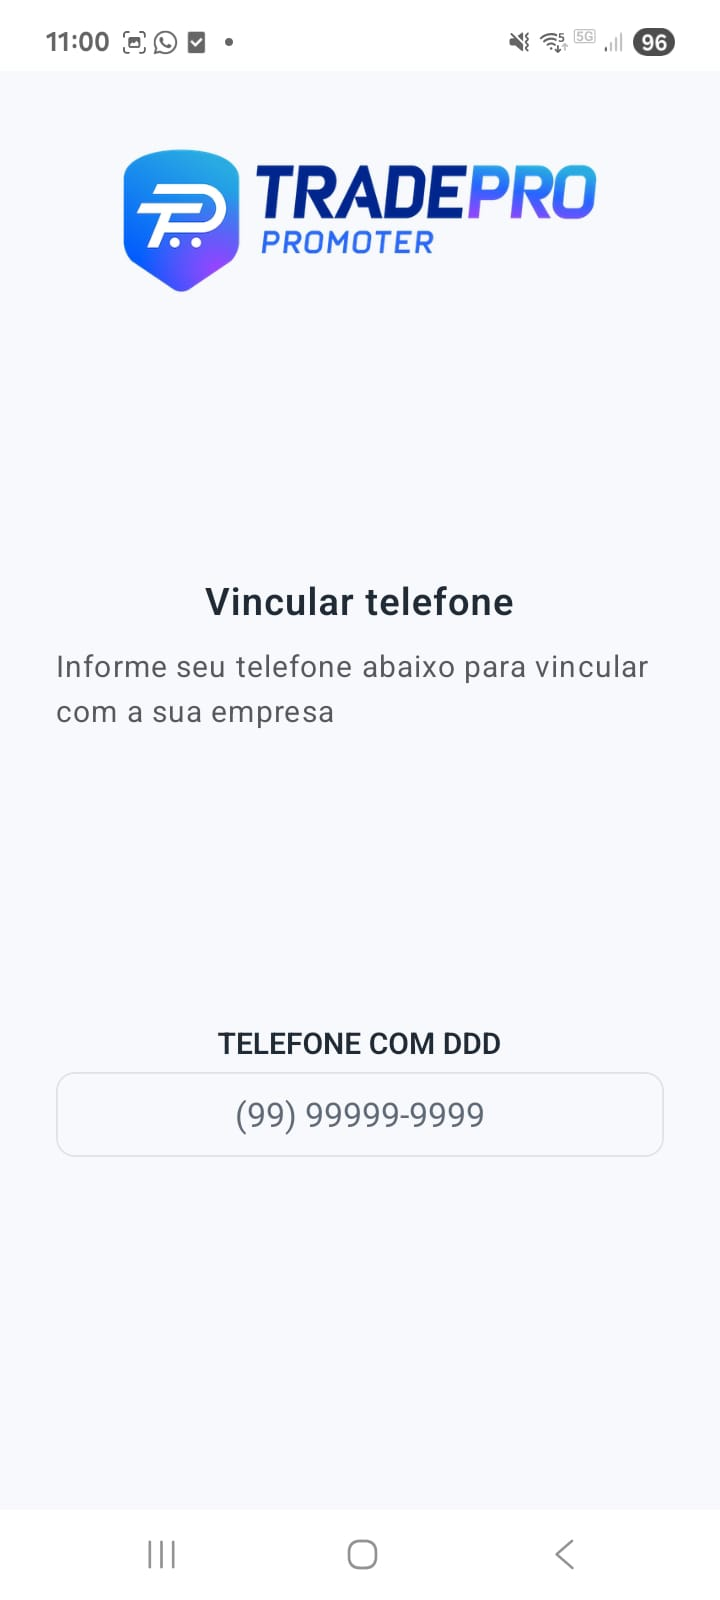 11:00
5G
96
TRADEPRO
PROMOTER
Vincular telefone
Informe seu telefone abaixo para vincular
com a sua empresa
TELEFONE COM DDD
(99) 99999-9999